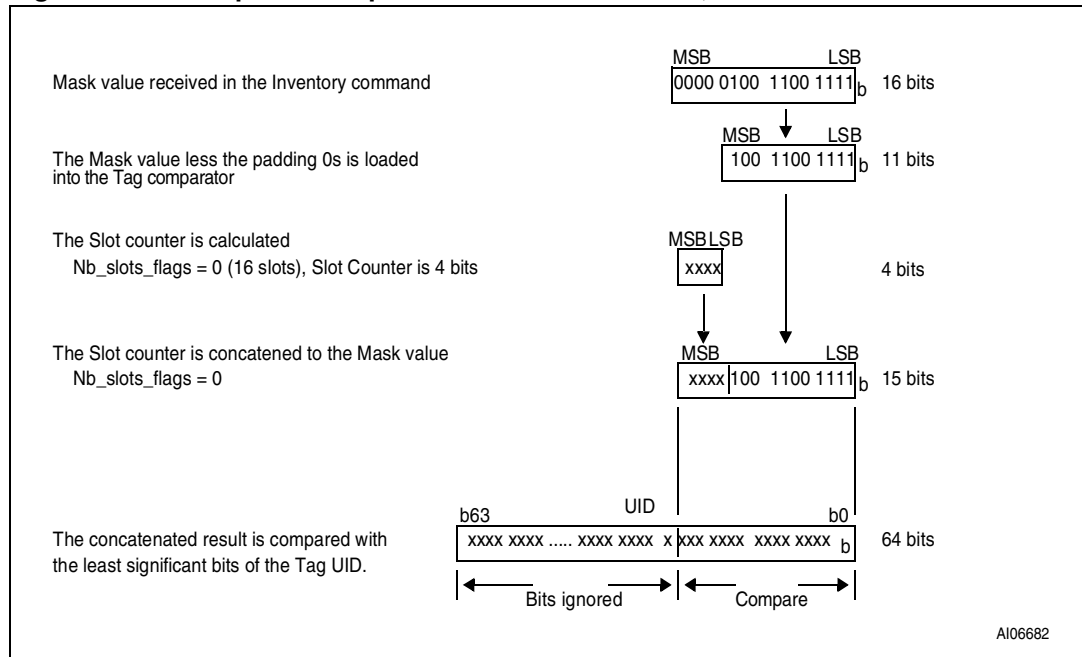 MSB LSB
Mask value received in the Inventory command 0000 0100 1100 1111 b 16 bits
MSB LSB
The Mask value less the padding 0s is loaded 100 1100 1111 b 11 bits
into the Tag comparator
The Slot counter is calculated MSB LSB
Nb_slots_flags = 0 (16 slots), Slot Counter is 4 bits xxxx 4 bits
The Slot counter is concatened to the Mask value MSB LSB
Nb_slots_flags = 0 xxxx 100 1100 1111 b 15 bits
UID
b63 b0
The concatenated result is compared with xxxx xxxx ..... xxxx xxxx x xxx xxxx xxxx xxxx b 64 bits
the least significant bits of the Tag UID.
Bits ignored Compare
AI06682